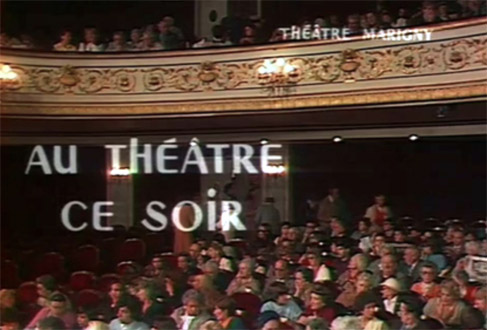 THÉÂTRE MARIGNY
AU THÉÂTRE
CE SOIR